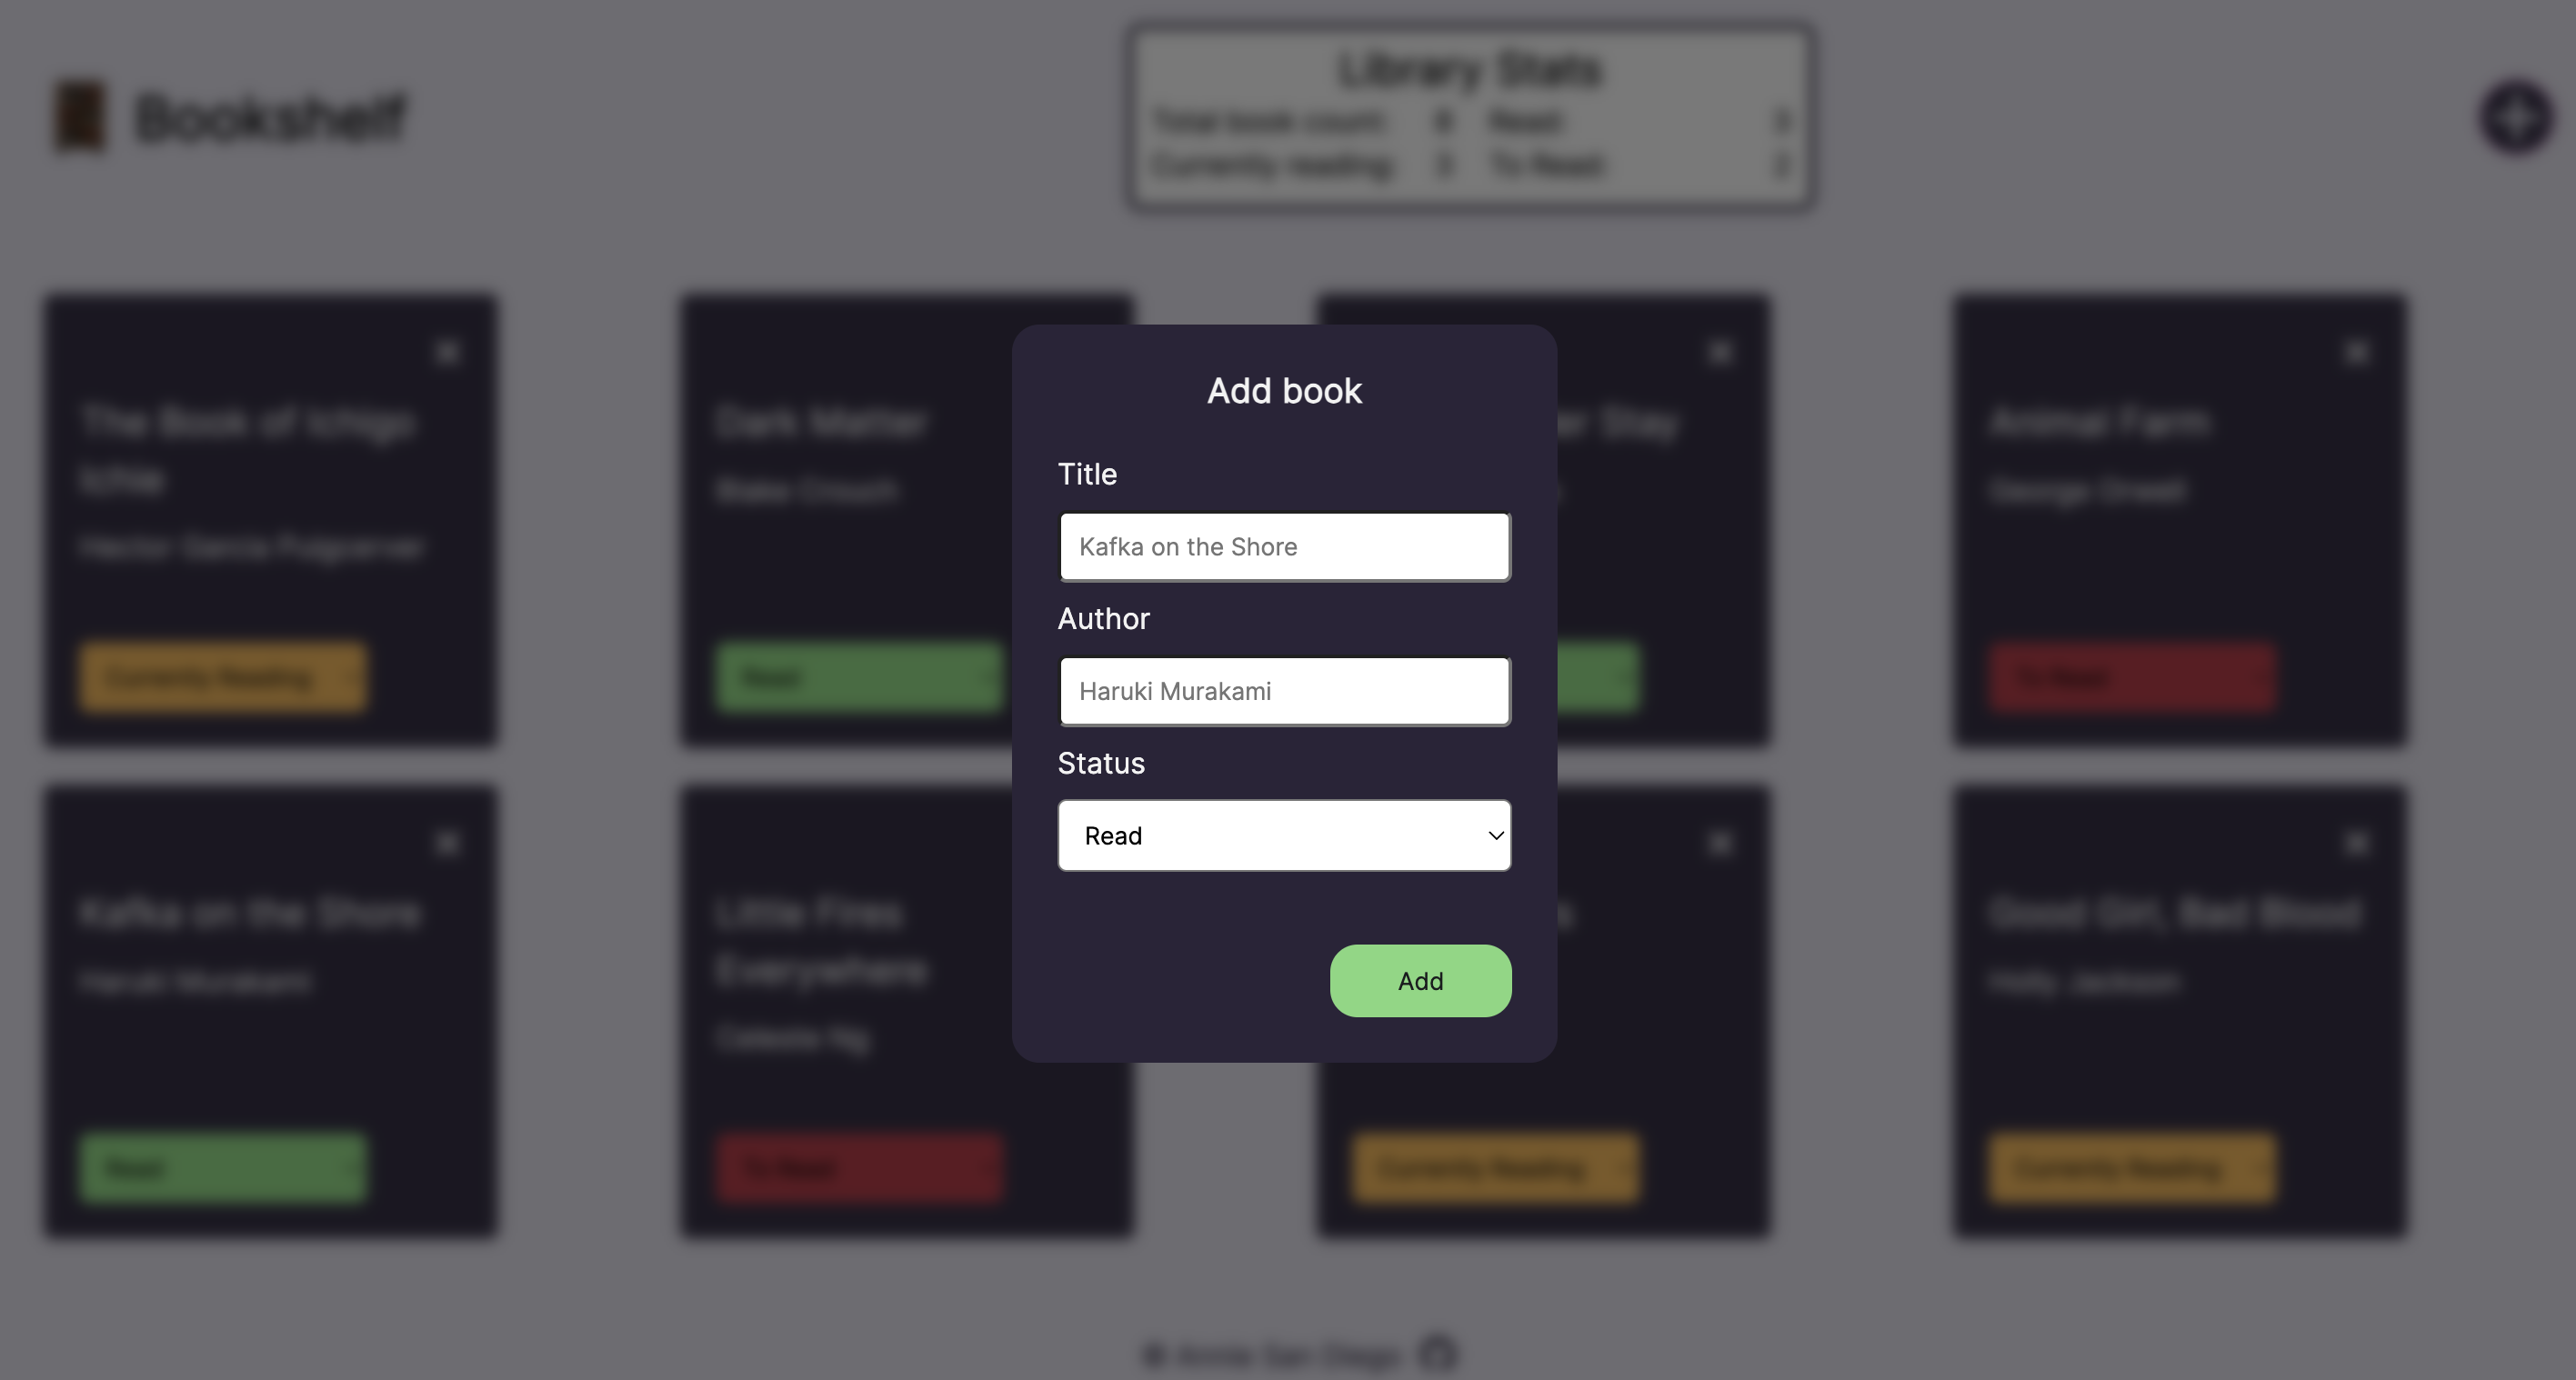 Bookshelf
Library Stats
Total book count: 8 Read: 3
Currently reading: 3 To Read: 2
The Book of Ichigo
Ichie
Hector Garcia Puigcerver
Currently Reading
Dark Matter
Blake Crouch
Read
Stay
Animal Farm
George Orwell
To Read
Add book
Title
Kafka on the Shore
Author
Haruki Murakami
Status
Read
Add
Kafka on the Shore
Haruki Murakami
Read
Little Fires
Everywhere
Celeste Ng
To Read
Currently Reading
Good Girl, Bad Blood
Holly Jackson
Currently Reading
Annie San Diego